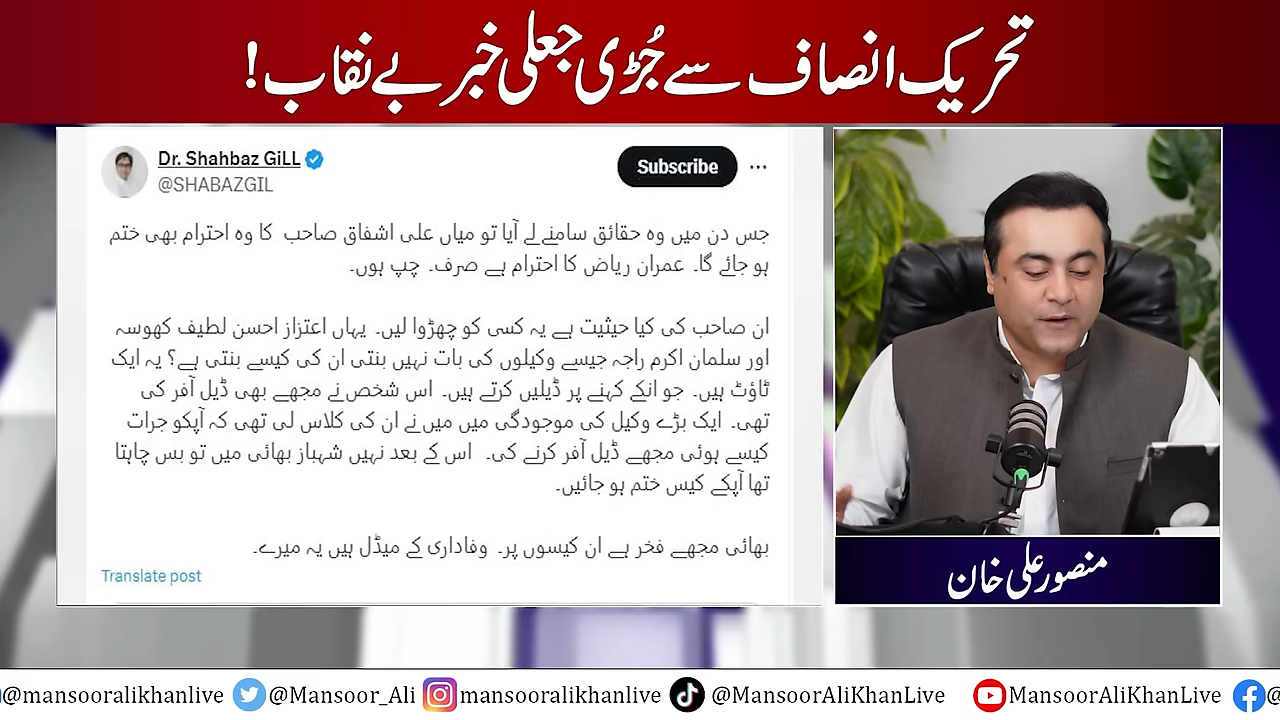 تحریک انصاف سے جُڑی جعلی خبر بے نقاب!
Dr. Shahbaz GiLL
@SHABAZGIL
Subscribe
جس دن میں وہ حقائق سامنے لے آیا تو میاں علی اشفاق صاحب کا وہ احترام بھی ختم
ہو جائے گا۔ عمران ریاض کا احترام ہے صرف۔ چپ ہوں۔
ان صاحب کی کیا حیثیت ہے یہ کسی کو چھڑوا لیں۔ یہاں اعتزاز احسن لطیف کھوسہ
اور سلمان اکرم راجہ جیسے وکیلوں کی بات نہیں بنتی ان کی کیسے بنتی ہے؟ یہ ایک
ٹاؤٹ ہیں۔ جو انکے کہنے پر ڈیلیں کرتے ہیں۔ اس شخص نے مجھے بھی ڈیل آفر کی
تھی۔ ایک بڑے وکیل کی موجودگی میں میں نے ان کی کلاس لی تھی کہ آپکو جرات
کیسے ہوئی مجھے ڈیل آفر کرنے کی۔ اس کے بعد نہیں شہباز بھائی میں تو بس چاہتا
تھا آپکے کیس ختم ہو جائیں۔
بھائی مجھے فخر ہے ان کیسوں پر۔ وفاداری کے میڈل ہیں یہ میرے۔
Translate post
منصور علی خان
@mansooralikhanlive @Mansoor_Ali mansooralikhanlive @MansoorAliKhanLive MansoorAliKhanLive @